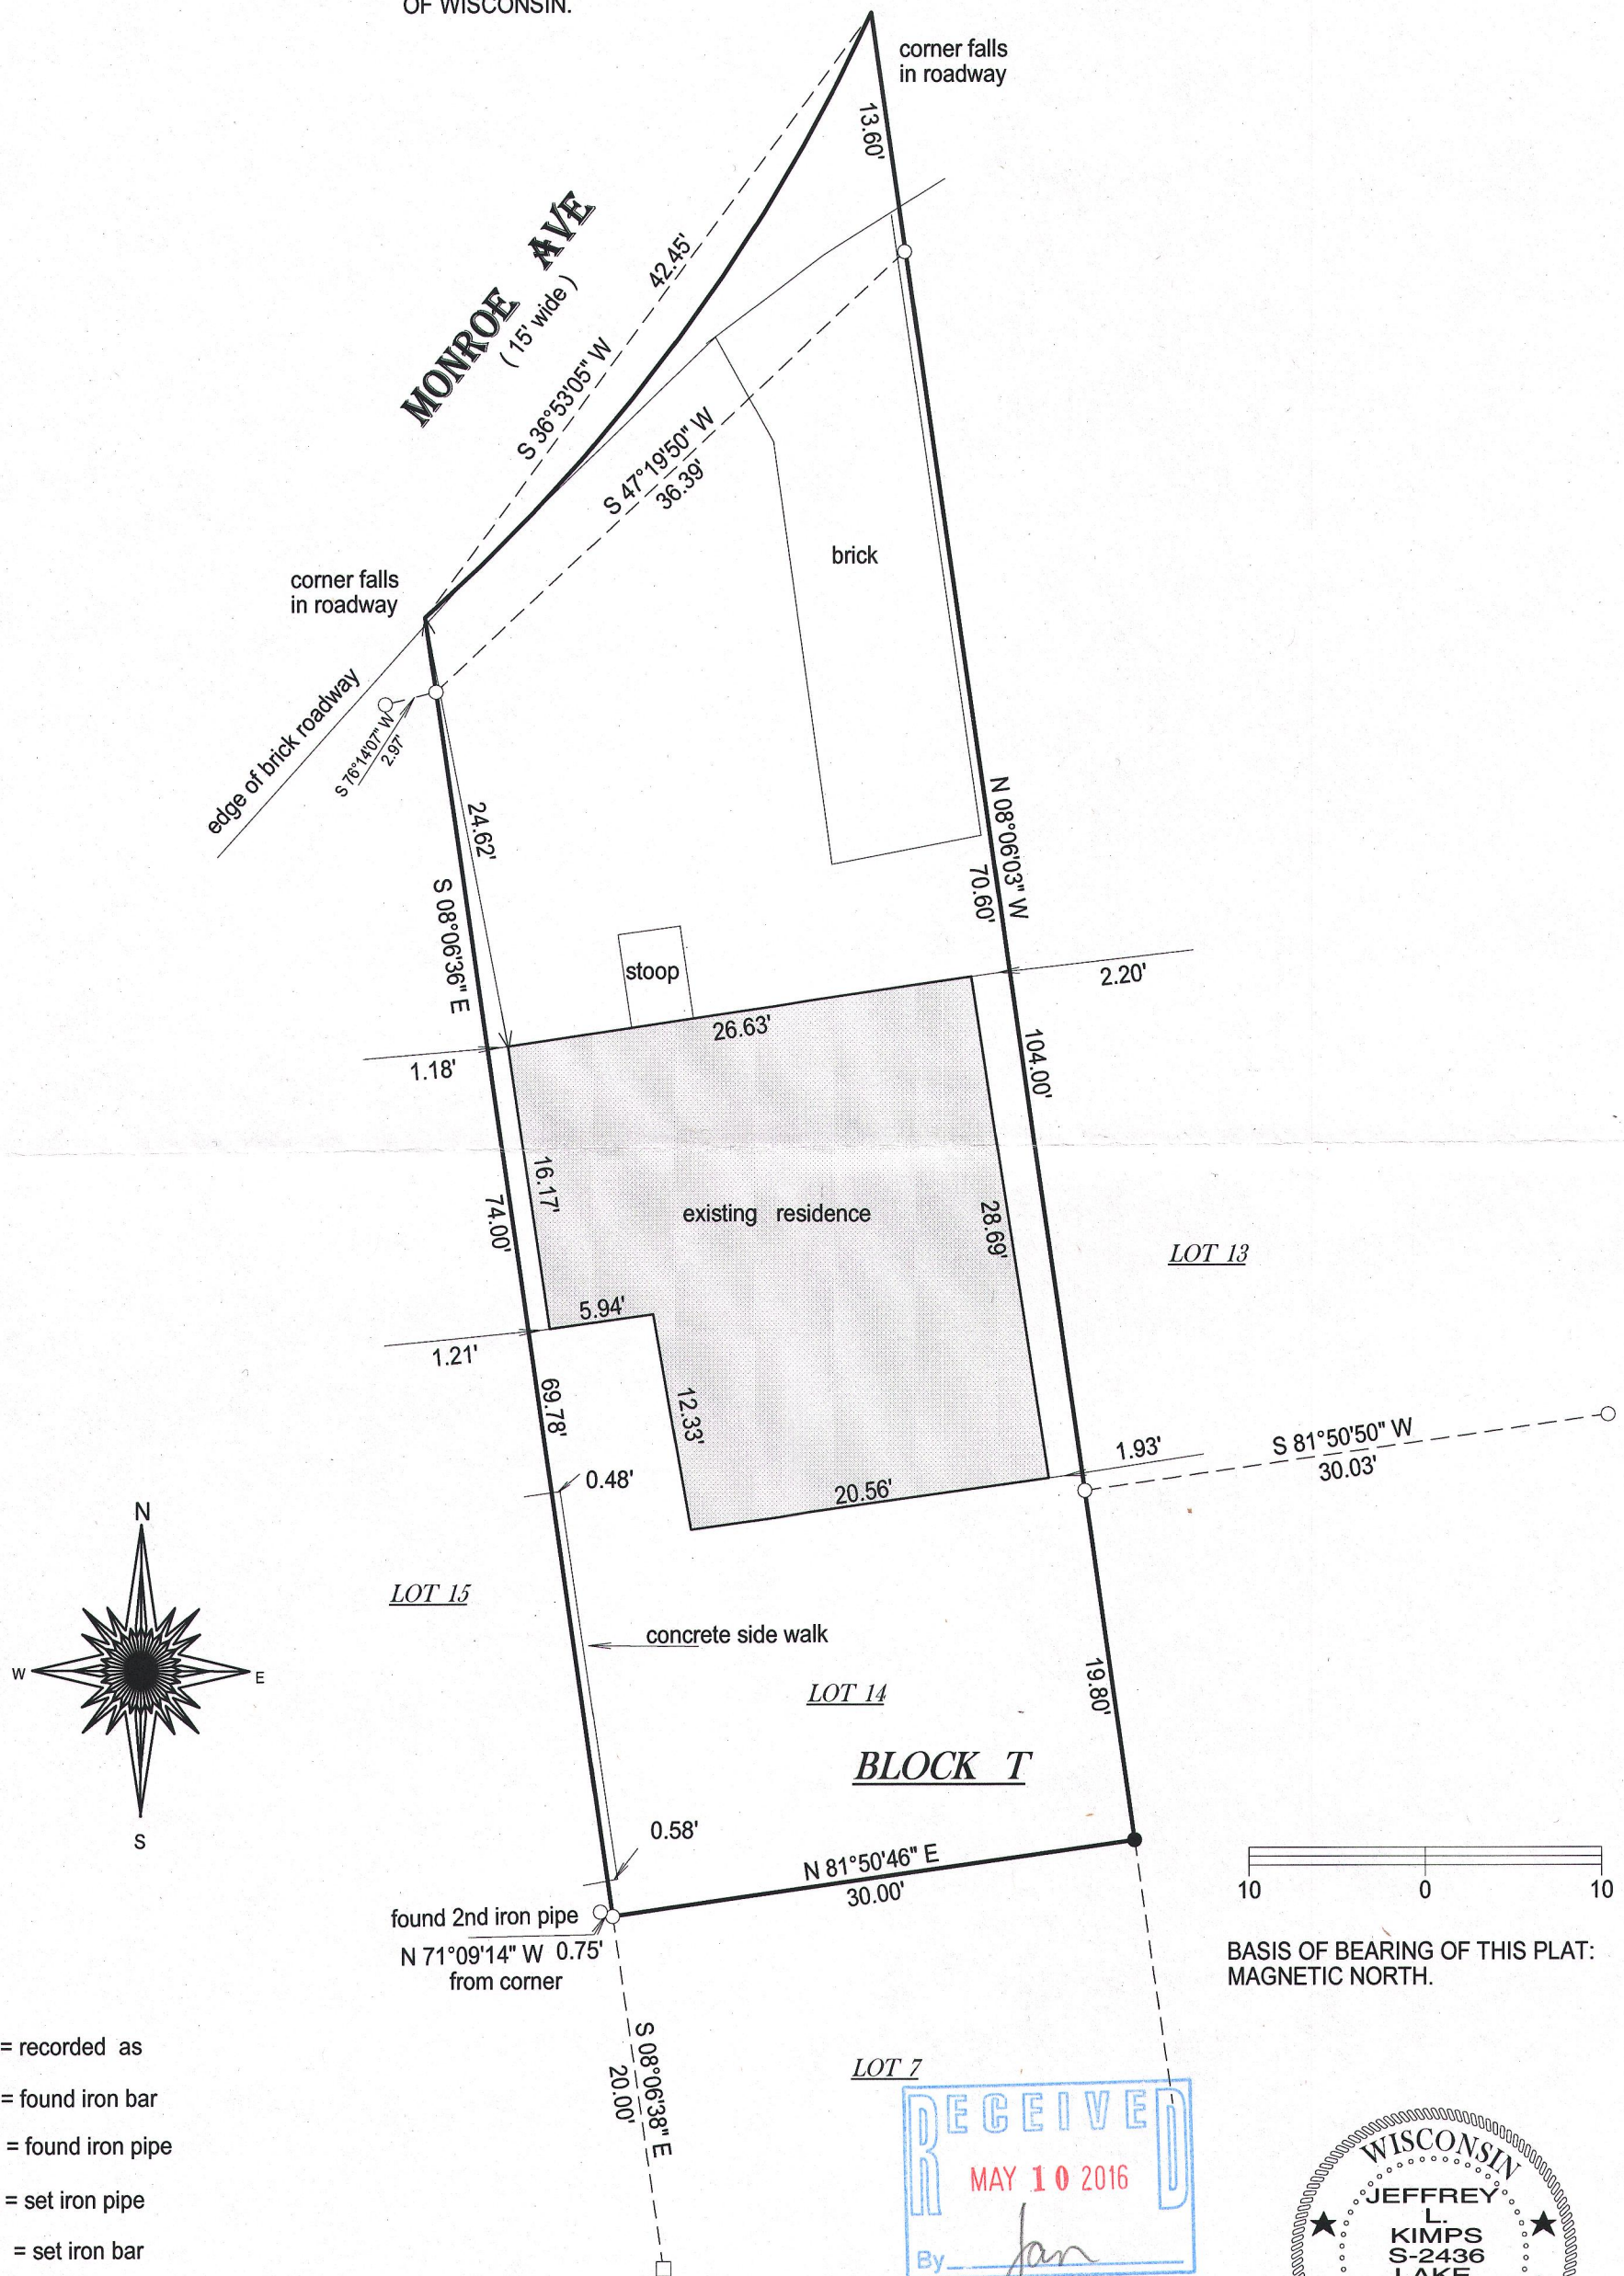 OF WISCONSIN.
corner falls
in roadway
13.60'
MONROE AVE
( 15' wide )
42.45'
S 36°53'05" W
S 47°19'50" W
36.39'
brick
corner falls
in roadway
edge of brick roadway
S 76°14'07" W
2.97'
24.62'
S 08°06'36" E
N 08°06'03" W
70.60'
stoop
2.20'
26.63'
1.18'
104.00'
16.17'
74.00'
existing residence
28.69'
LOT 13
5.94'
1.21'
69.78'
12.33'
1.93'
S 81°50'50" W
30.03'
0.48'
20.56'
N
W
E
S
LOT 15
concrete side walk
LOT 14
19.80'
BLOCK T
0.58'
N 81°50'46" E
30.00'
10 0 10
found 2nd iron pipe
N 71°09'14" W 0.75'
from corner
BASIS OF BEARING OF THIS PLAT:
MAGNETIC NORTH.
S 08°06'38" E
20.00'
= recorded as
= found iron bar
= found iron pipe
= set iron pipe
= set iron bar
LOT 7
RECEIVED
MAY 10 2016
By Jan
WISCONSIN
JEFFREY
L.
KIMPS
S-2436
LAKE